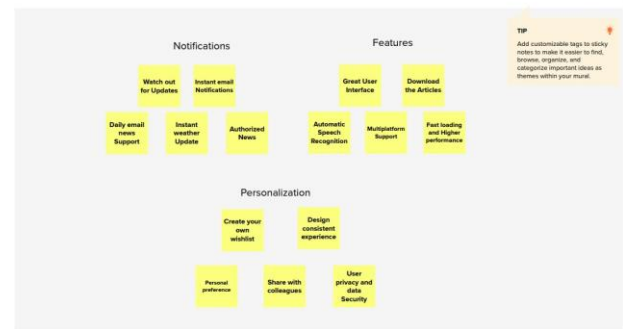 TIP
Add customizable tags to sticky
notes to make it easier to find,
browse, organize, and
categorize important ideas as
themes within your mural.
Notifications
Watch out
for Updates
Instant email
Notifications
Daily email
news
Support
Instant
weather
Update
Authorized
News
Features
Great User
Interface
Download
the Articles
Automatic
Speech
Recognition
Multiplatform
Support
Fast loading
and Higher
performance
Personalization
Create your
own
wishlist
Design
consistent
experience
Personal
preference
Share with
colleagues
User
privacy and
data
Security